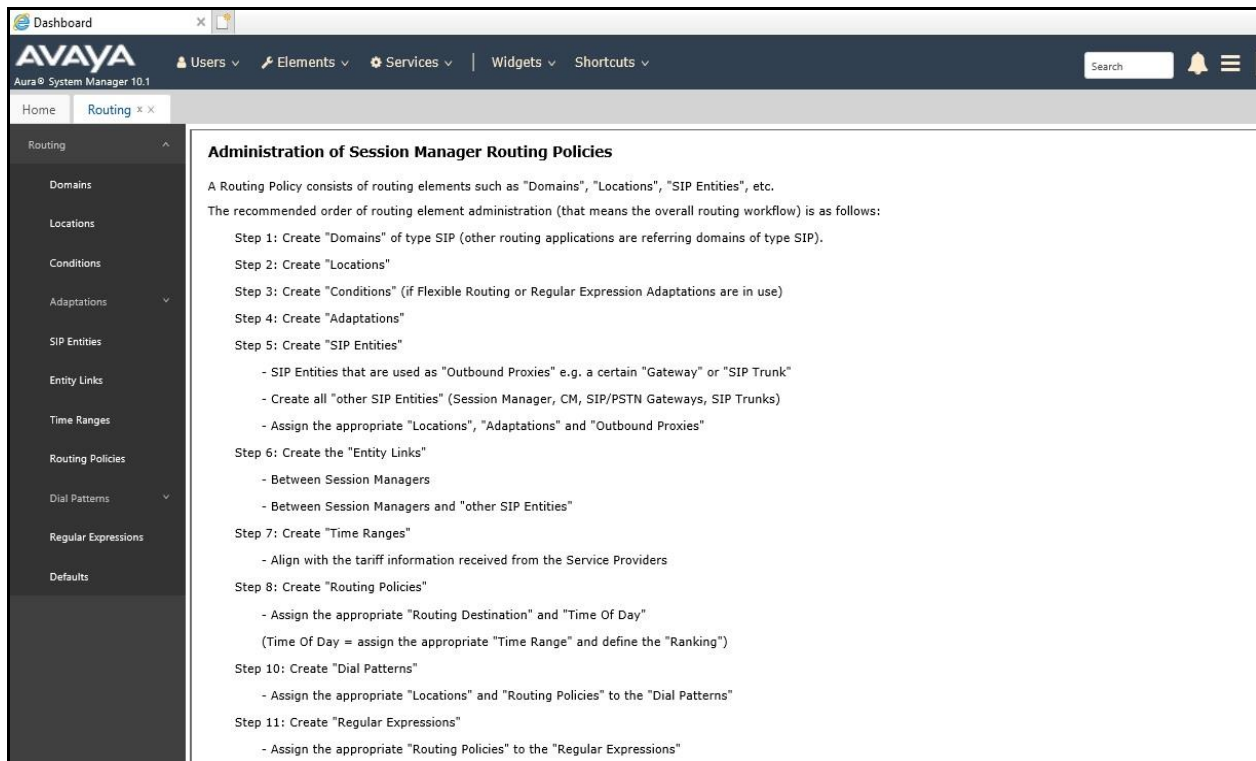 Dashboard
AVAYA
Aura® System Manager 10.1
Users Elements Services | Widgets Shortcuts Search
Home Routing × ×
Routing
Domains
Locations
Conditions
Adaptations
SIP Entities
Entity Links
Time Ranges
Routing Policies
Dial Patterns
Regular Expressions
Defaults
Administration of Session Manager Routing Policies
A Routing Policy consists of routing elements such as "Domains", "Locations", "SIP Entities", etc.
The recommended order of routing element administration (that means the overall routing workflow) is as follows:
Step 1: Create "Domains" of type SIP (other routing applications are referring domains of type SIP).
Step 2: Create "Locations"
Step 3: Create "Conditions" (if Flexible Routing or Regular Expression Adaptations are in use)
Step 4: Create "Adaptations"
Step 5: Create "SIP Entities"
- SIP Entities that are used as "Outbound Proxies" e.g. a certain "Gateway" or "SIP Trunk"
- Create all "other SIP Entities" (Session Manager, CM, SIP/PSTN Gateways, SIP Trunks)
- Assign the appropriate "Locations", "Adaptations" and "Outbound Proxies"
Step 6: Create the "Entity Links"
- Between Session Managers
- Between Session Managers and "other SIP Entities"
Step 7: Create "Time Ranges"
- Align with the tariff information received from the Service Providers
Step 8: Create "Routing Policies"
- Assign the appropriate "Routing Destination" and "Time Of Day"
(Time Of Day = assign the appropriate "Time Range" and define the "Ranking")
Step 10: Create "Dial Patterns"
- Assign the appropriate "Locations" and "Routing Policies" to the "Dial Patterns"
Step 11: Create "Regular Expressions"
- Assign the appropriate "Routing Policies" to the "Regular Expressions"